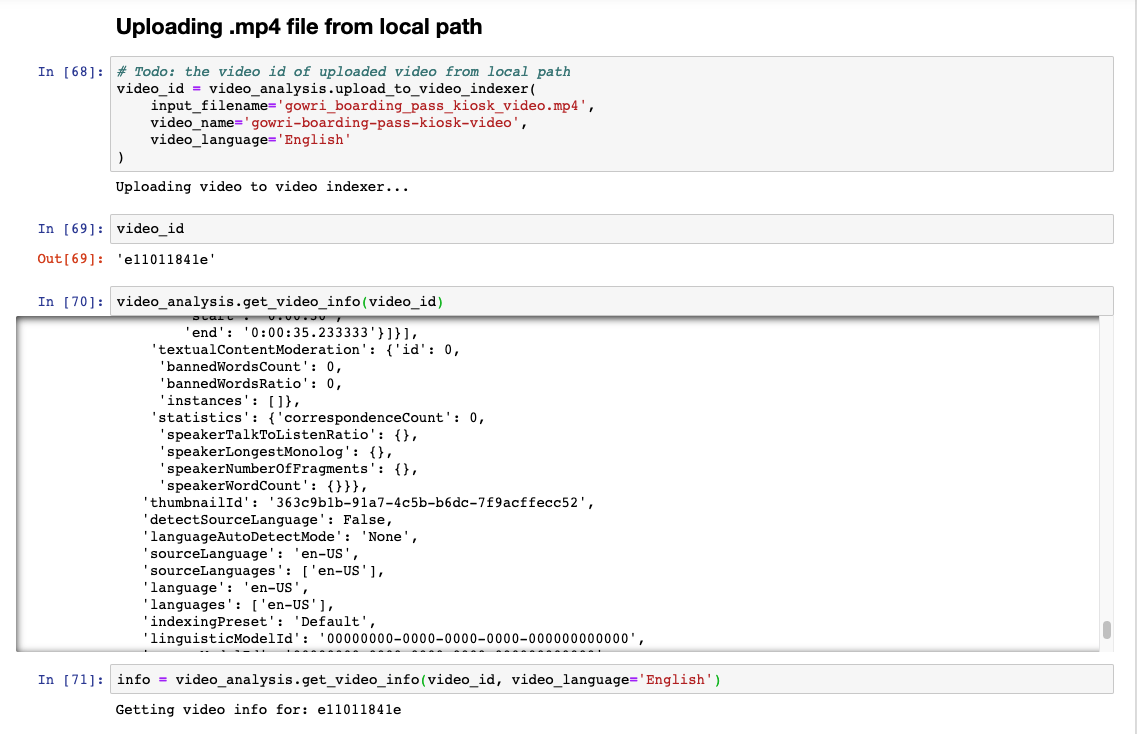 Uploading .mp4 file from local path
In [68]: # Todo: the video id of uploaded video from local path
video_id = video_analysis.upload_to_video_indexer(
    input_filename='gowri_boarding_pass_kiosk_video.mp4',
    video_name='gowri-boarding-pass-kiosk-video',
    video_language='English'
)
Uploading video to video indexer...
In [69]: video_id
Out[69]: 'e11011841e'
In [70]: video_analysis.get_video_info(video_id)
'start': '0:00:30',
'end': '0:00:35.233333'}]}],
'textualContentModeration': {'id': 0,
'bannedWordsCount': 0,
'bannedWordsRatio': 0,
'instances': []},
'statistics': {'correspondenceCount': 0,
'speakerTalkToListenRatio': {},
'speakerLongestMonolog': {},
'speakerNumberOfFragments': {},
'speakerWordCount': {}}},
'thumbnailId': '363c9b1b-91a7-4c5b-b6dc-7f9acffecc52',
'detectSourceLanguage': False,
'languageAutoDetectMode': 'None',
'sourceLanguage': 'en-US',
'sourceLanguages': ['en-US'],
'language': 'en-US',
'languages': ['en-US'],
'indexingPreset': 'Default',
'linguisticModelId': '00000000-0000-0000-0000-000000000000',
In [71]: info = video_analysis.get_video_info(video_id, video_language='English')
Getting video info for: e11011841e